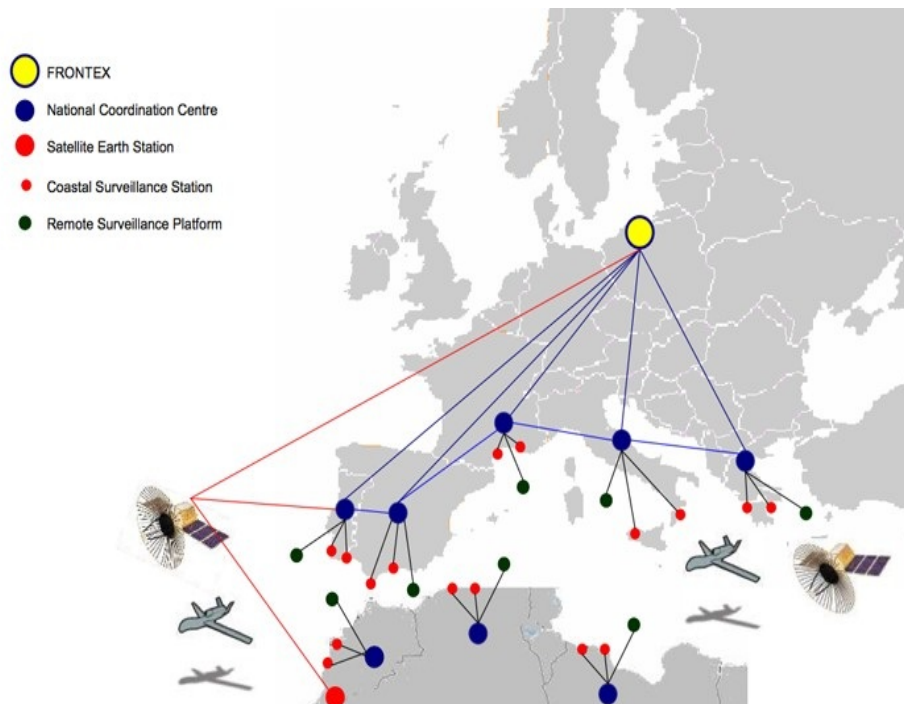 FRONTEX
National Coordination Centre
Satellite Earth Station
Coastal Surveillance Station
Remote Surveillance Platform